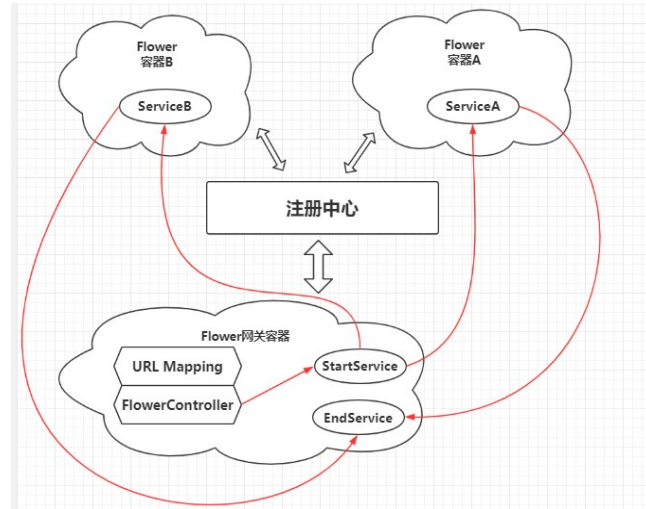 Flower
容器B
ServiceB
Flower
容器A
ServiceA
注册中心
Flower网关容器
URL Mapping
FlowerController
StartService
EndService